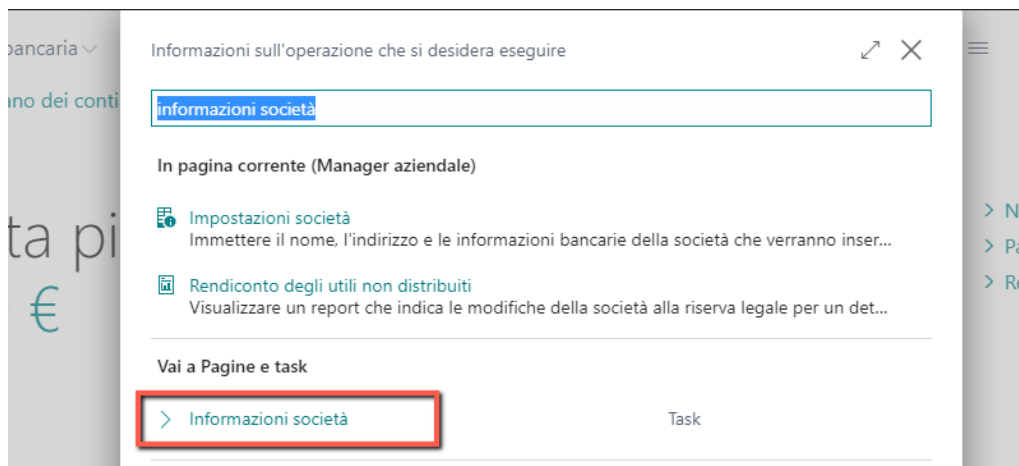 bancaria
Informazioni sull'operazione che si desidera eseguire
ano dei conti
informazioni società
In pagina corrente (Manager aziendale)
Impostazioni società
Immettere il nome, l'indirizzo e le informazioni bancarie della società che verranno inser...
ta pi
€
Rendiconto degli utili non distribuiti
Visualizzare un report che indica le modifiche della società alla riserva legale per un det...
> N
> Pa
> Re
Vai a Pagine e task
> Informazioni società Task